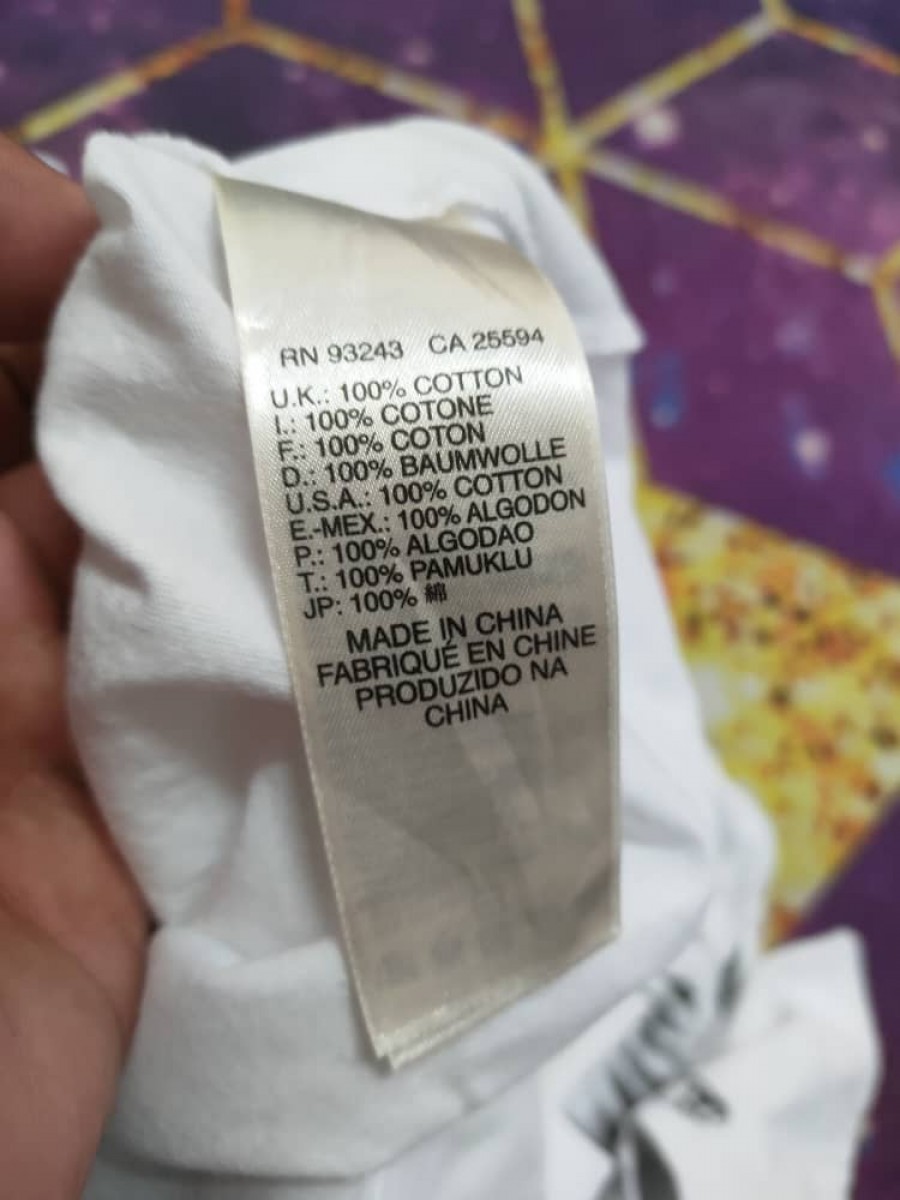 RN 93243 CA 25594
U.K.: 100% COTTON
I.: 100% COTONE
F.: 100% COTON
D.: 100% BAUMWOLLE
U.S.A.: 100% COTTON
E.-MEX.: 100% ALGODON
P.: 100% ALGODAO
T.: 100% PAMUKLU
JP: 100% 綿
MADE IN CHINA
FABRIQUÉ EN CHINE
PRODUZIDO NA
CHINA